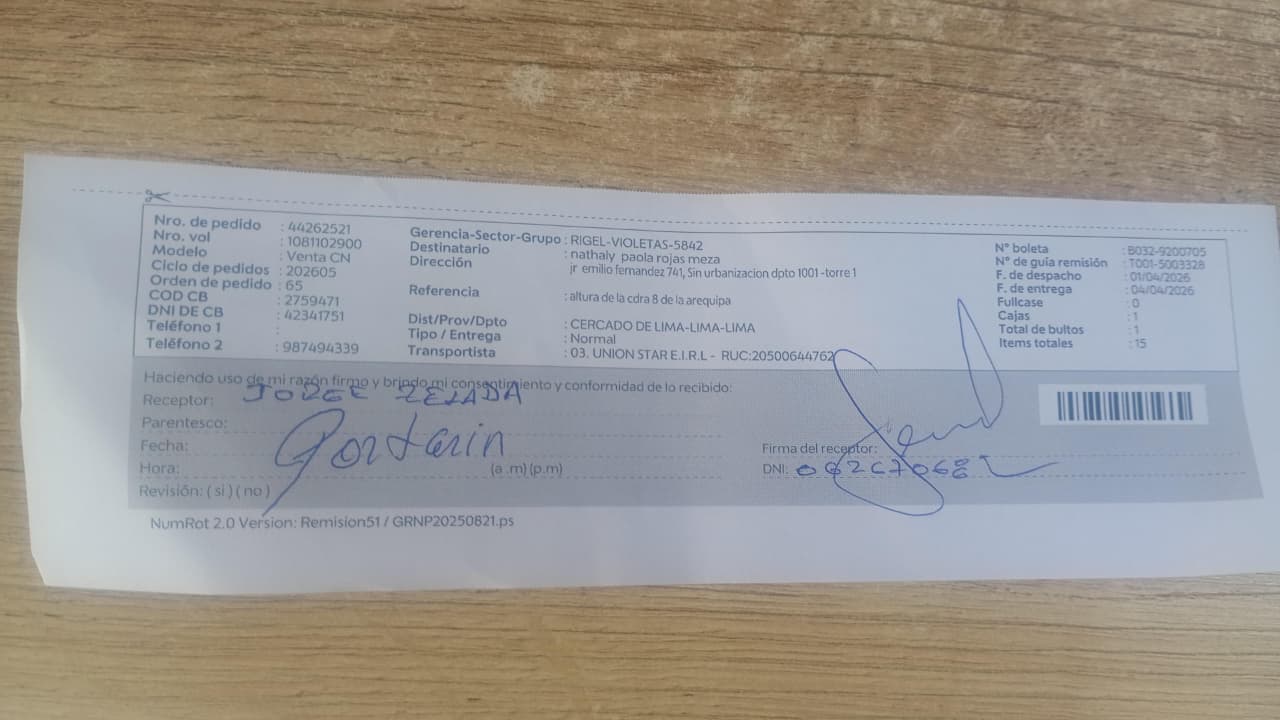 Nro. de pedido : 44262521
Nro. vol : 1081102900
Modelo : Venta CN
Ciclo de pedidos : 202605
Orden de pedido : 65
COD CB : 2759471
DNI DE CB : 42341751
Teléfono 1 :
Teléfono 2 : 987494339
Gerencia-Sector-Grupo : RIGEL-VIOLETAS-5842
Destinatario : nathaly paola rojas meza
Dirección : jr emilio fernandez 741, Sin urbanizacion dpto 1001 -torre 1
Referencia : altura de la cdra 8 de la arequipa
Dist/Prov/Dpto : CERCADO DE LIMA-LIMA-LIMA
Tipo / Entrega : Normal
Transportista : 03. UNION STAR E.I.R.L - RUC:20500644762
N° boleta : B032-9200705
N° de guía remisión : T001-5003328
F. de despacho : 01/04/2026
F. de entrega : 04/04/2026
Fullcase : 0
Cajas : 1
Total de bultos : 1
Items totales : 15
Haciendo uso de mi razón firmo y brindo mi consentimiento y conformidad de lo recibido:
Receptor: JORGE ZELADA
Parentesco:
Fecha:
Hora: (a .m) (p.m)
Revisión: ( si ) ( no )
Firma del receptor:
DNI:
NumRot 2.0 Version: Remision51 / GRNP20250821.ps